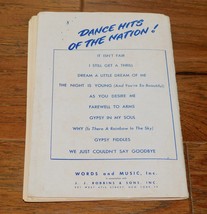 DANCE HITS
OF THE NATION!
IT ISN'T FAIR
I STILL GET A THRILL
DREAM A LITTLE DREAM OF ME
THE NIGHT IS YOUNG (And You're So Beautiful)
AS YOU DESIRE ME
FAREWELL TO ARMS
GYPSY IN MY SOUL
WHY (Is There A Rainbow In The Sky)
GYPSY FIDDLES
WE JUST COULDN'T SAY GOODBYE
WORDS and MUSIC, Inc.
J. J. ROBBINS & SONS, INC.